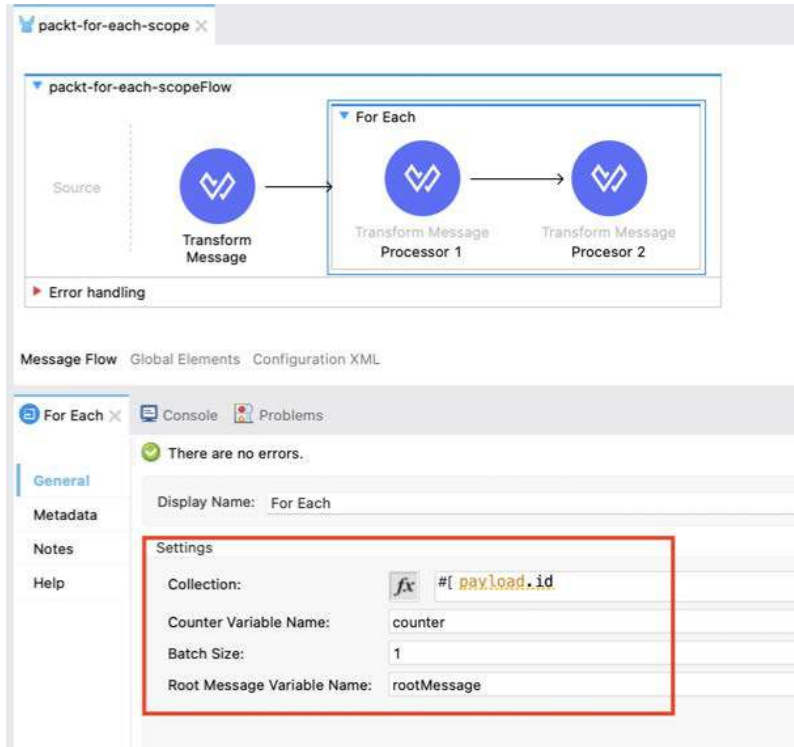 packt-for-each-scope
packt-for-each-scopeFlow
For Each
Source
Transform
Message
Transform Message
Processor 1
Transform Message
Procesor 2
Error handling
Message Flow Global Elements Configuration XML
For Each Console Problems
There are no errors.
General
Metadata
Notes
Help
Display Name: For Each
Settings
Collection: fx #[ payload.id
Counter Variable Name: counter
Batch Size: 1
Root Message Variable Name: rootMessage